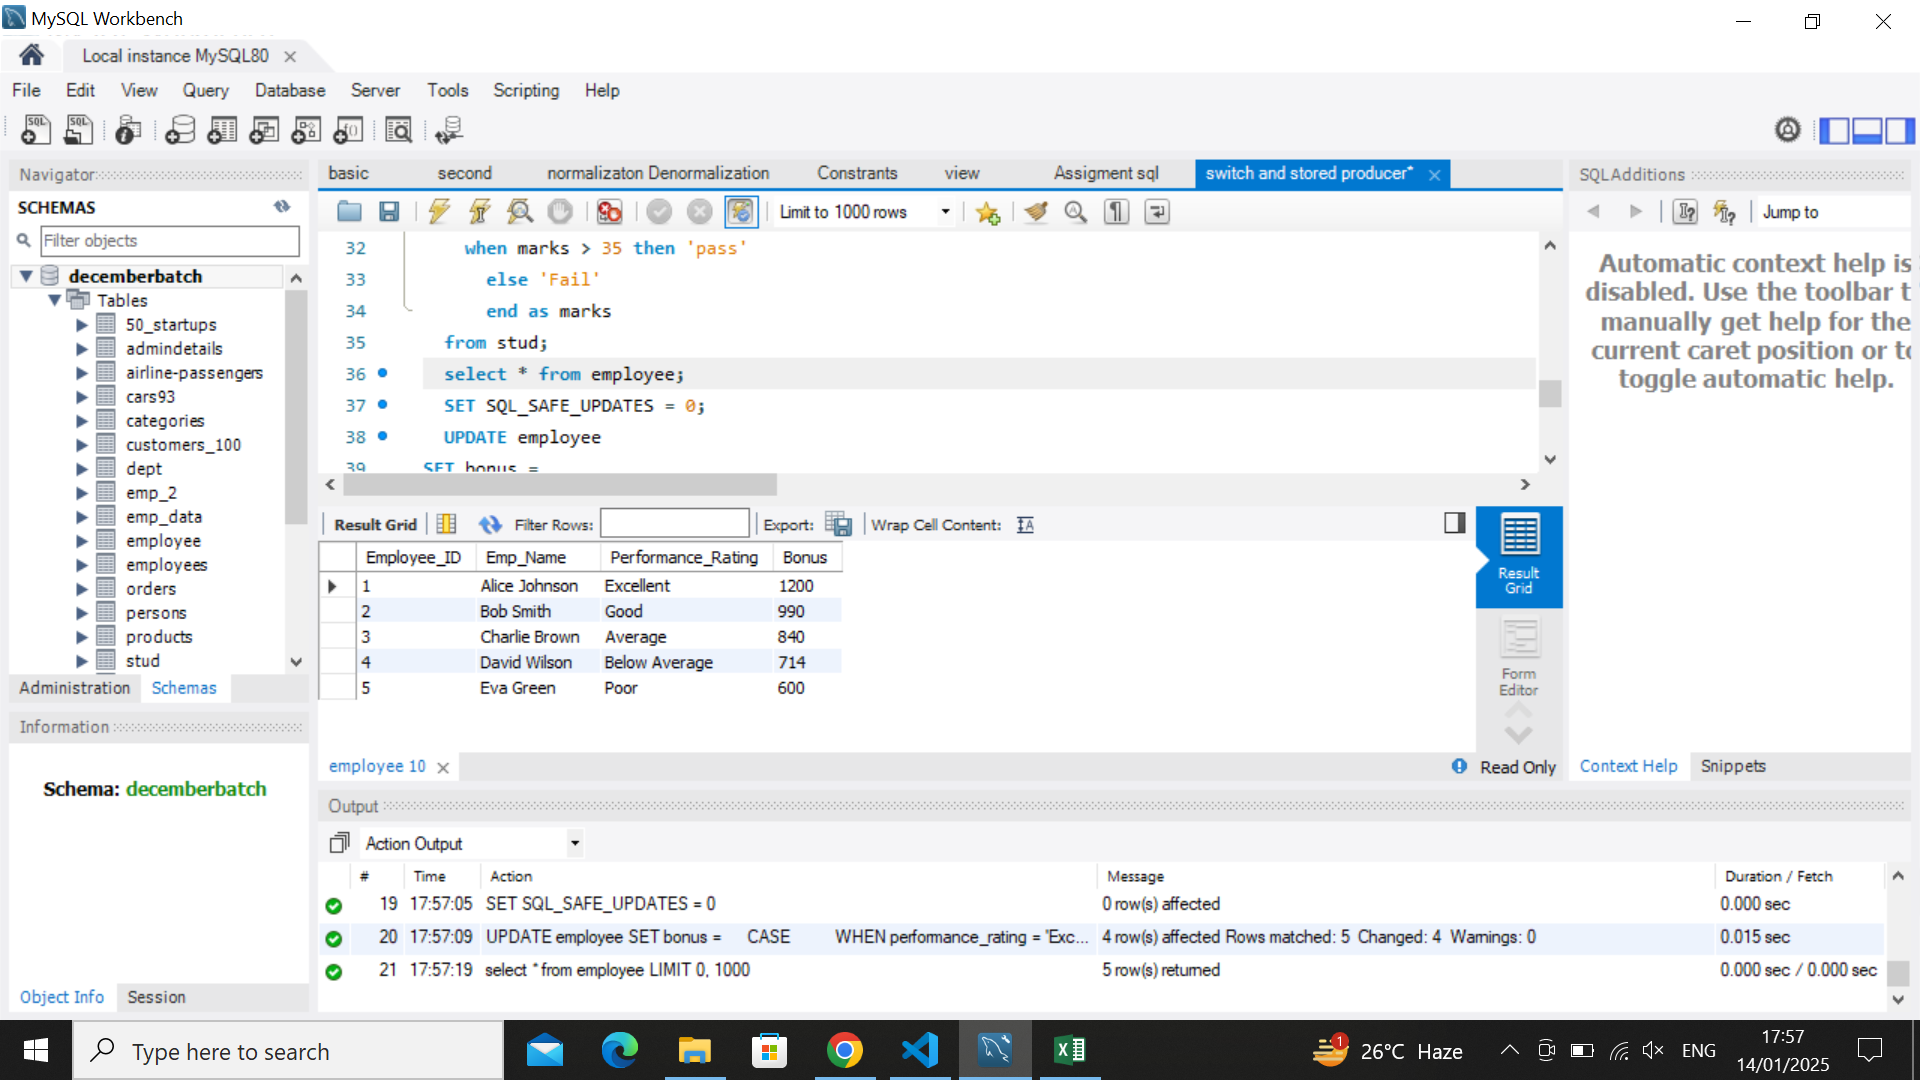 MySQL Workbench
Local instance MySQL80
File Edit View Query Database Server Tools Scripting Help
Navigator
SCHEMAS
Filter objects
decemberbatch
Tables
50_startups
admindetails
airline-passengers
cars93
categories
customers_100
dept
emp_2
emp_data
employee
employees
orders
persons
products
stud
Administration Schemas
Information
Schema: decemberbatch
Object Info Session
basic second normalizaton Denormalization Constrants view Assigment sql switch and stored producer*
Limit to 1000 rows
32 when marks > 35 then 'pass'
33 else 'Fail'
34 end as marks
35 from stud;
36 select * from employee;
37 SET SQL_SAFE_UPDATES = 0;
38 UPDATE employee
39 SET bonus =
Result Grid Filter Rows: Export: Wrap Cell Content:
Employee_ID Emp_Name Performance_Rating Bonus
1 Alice Johnson Excellent 1200
2 Bob Smith Good 990
3 Charlie Brown Average 840
4 David Wilson Below Average 714
5 Eva Green Poor 600
Result Grid
Form Editor
employee 10
Read Only
SQLAdditions
Jump to
Automatic context help is
disabled. Use the toolbar t
manually get help for the
current caret position or to
toggle automatic help.
Context Help Snippets
Output
Action Output
# Time Action Message Duration / Fetch
19 17:57:05 SET SQL_SAFE_UPDATES = 0 0 row(s) affected 0.000 sec
20 17:57:09 UPDATE employee SET bonus = CASE WHEN performance_rating = 'Exc... 4 row(s) affected Rows matched: 5 Changed: 4 Warnings: 0 0.015 sec
21 17:57:19 select * from employee LIMIT 0, 1000 5 row(s) returned 0.000 sec / 0.000 sec
Type here to search
1
26°C Haze
ENG
17:57
14/01/2025